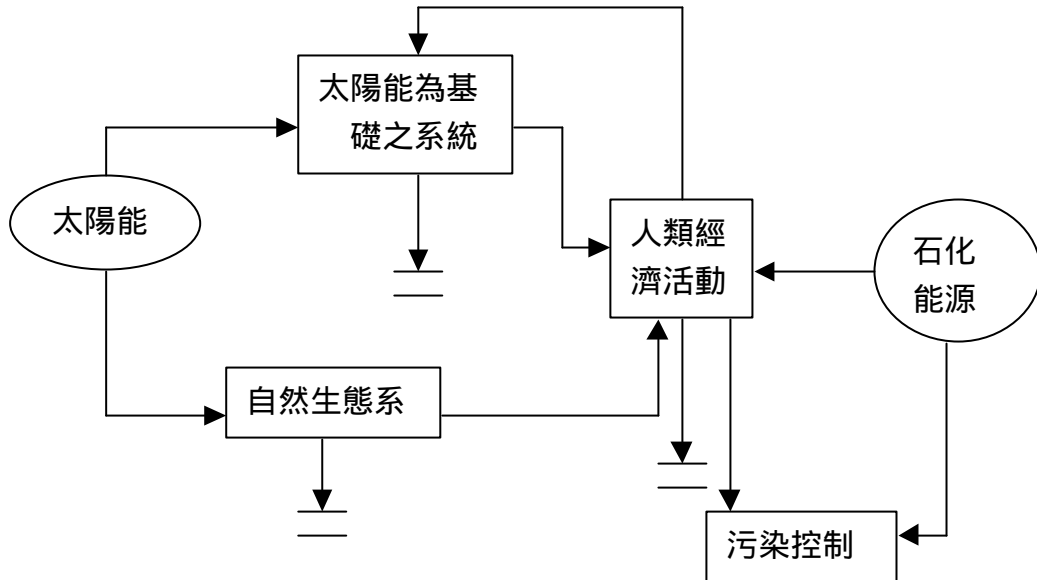 太陽能為基
礎之系統
太陽能
人類經
濟活動
石化
能源
自然生態系
污染控制